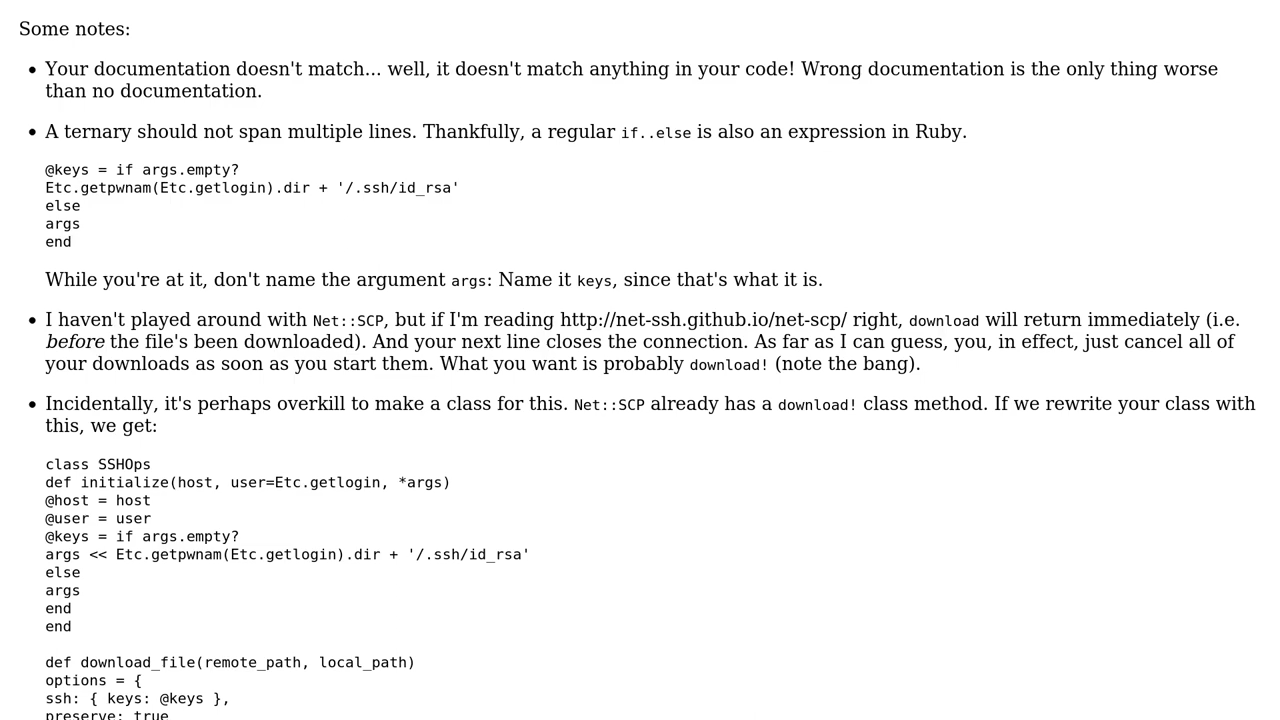 Some notes:
Your documentation doesn't match... well, it doesn't match anything in your code! Wrong documentation is the only thing worse
than no documentation.
A ternary should not span multiple lines. Thankfully, a regular if..else is also an expression in Ruby.
@keys = if args.empty?
Etc.getpwnam(Etc.getlogin).dir + '/.ssh/id_rsa'
else
args
end
While you're at it, don't name the argument args: Name it keys, since that's what it is.
I haven't played around with Net::SCP, but if I'm reading http://net-ssh.github.io/net-scp/ right, download will return immediately (i.e.
before the file's been downloaded). And your next line closes the connection. As far as I can guess, you, in effect, just cancel all of
your downloads as soon as you start them. What you want is probably download! (note the bang).
Incidentally, it's perhaps overkill to make a class for this. Net::SCP already has a download! class method. If we rewrite your class with
this, we get:
class SSHOps
def initialize(host, user=Etc.getlogin, *args)
@host = host
@user = user
@keys = if args.empty?
args << Etc.getpwnam(Etc.getlogin).dir + '/.ssh/id_rsa'
else
args
end
end
def download_file(remote_path, local_path)
options = {
ssh: { keys: @keys },
preserve: true